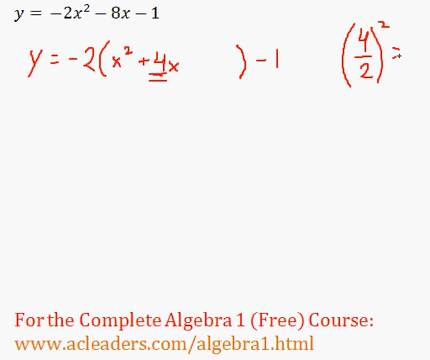 y = −2x² − 8x − 1
y = -2(x² + 4x      ) - 1      (4/2)² =
For the Complete Algebra 1 (Free) Course:
www.acleaders.com/algebra1.html